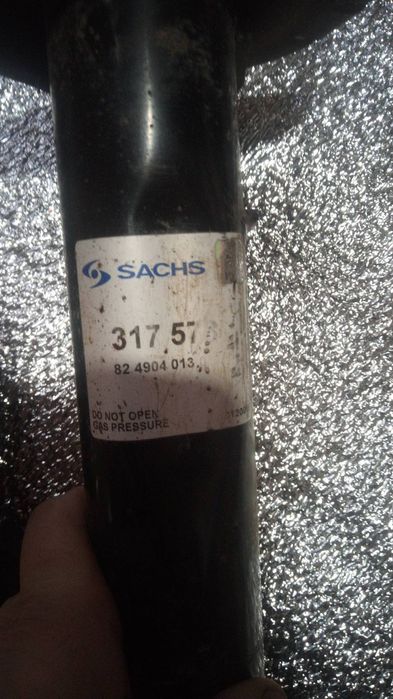 SACHS
317 57
82 4904 013
DO NOT OPEN
GAS PRESSURE